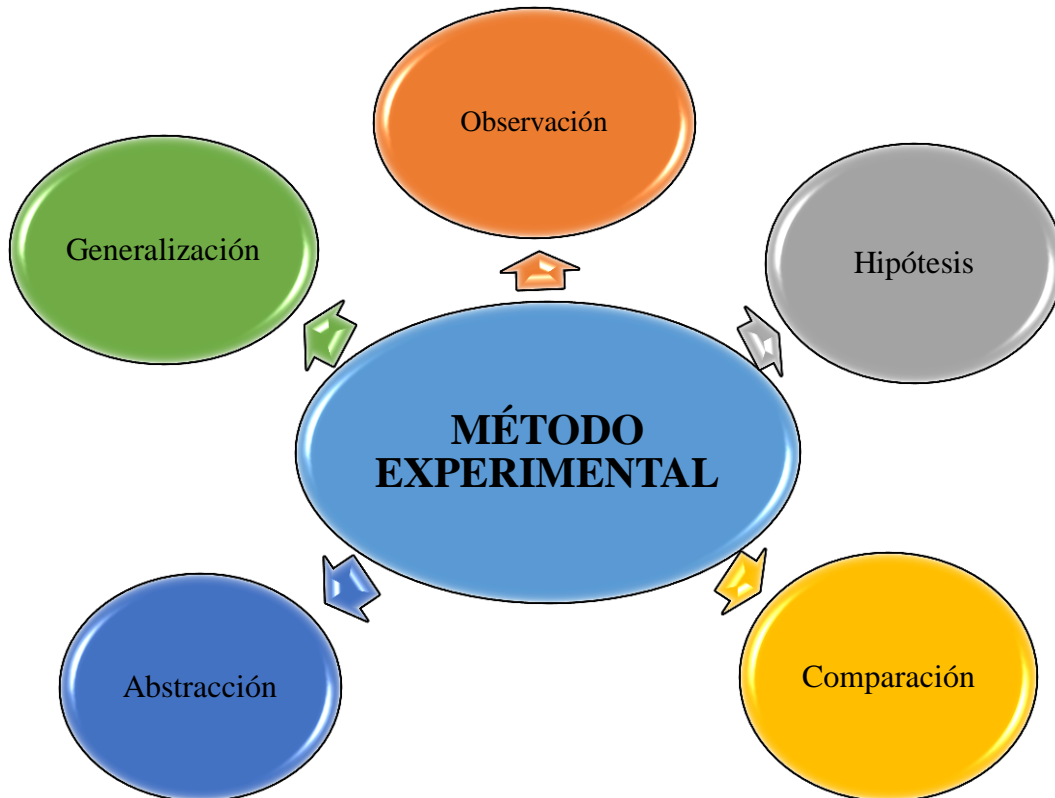 Observación
Generalización
Hipótesis
MÉTODO
EXPERIMENTAL
Abstracción
Comparación